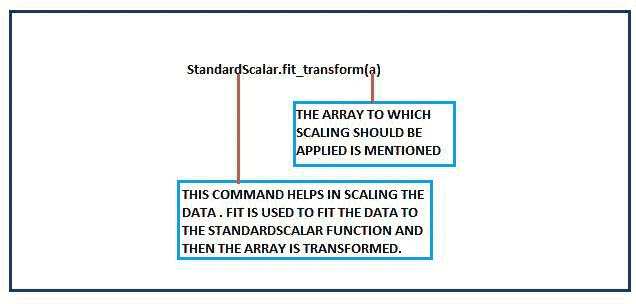 StandardScalar.fit_transform(a)
THE ARRAY TO WHICH
SCALING SHOULD BE
APPLIED IS MENTIONED
THIS COMMAND HELPS IN SCALING THE
DATA . FIT IS USED TO FIT THE DATA TO
THE STANDARDSCALAR FUNCTION AND
THEN THE ARRAY IS TRANSFORMED.